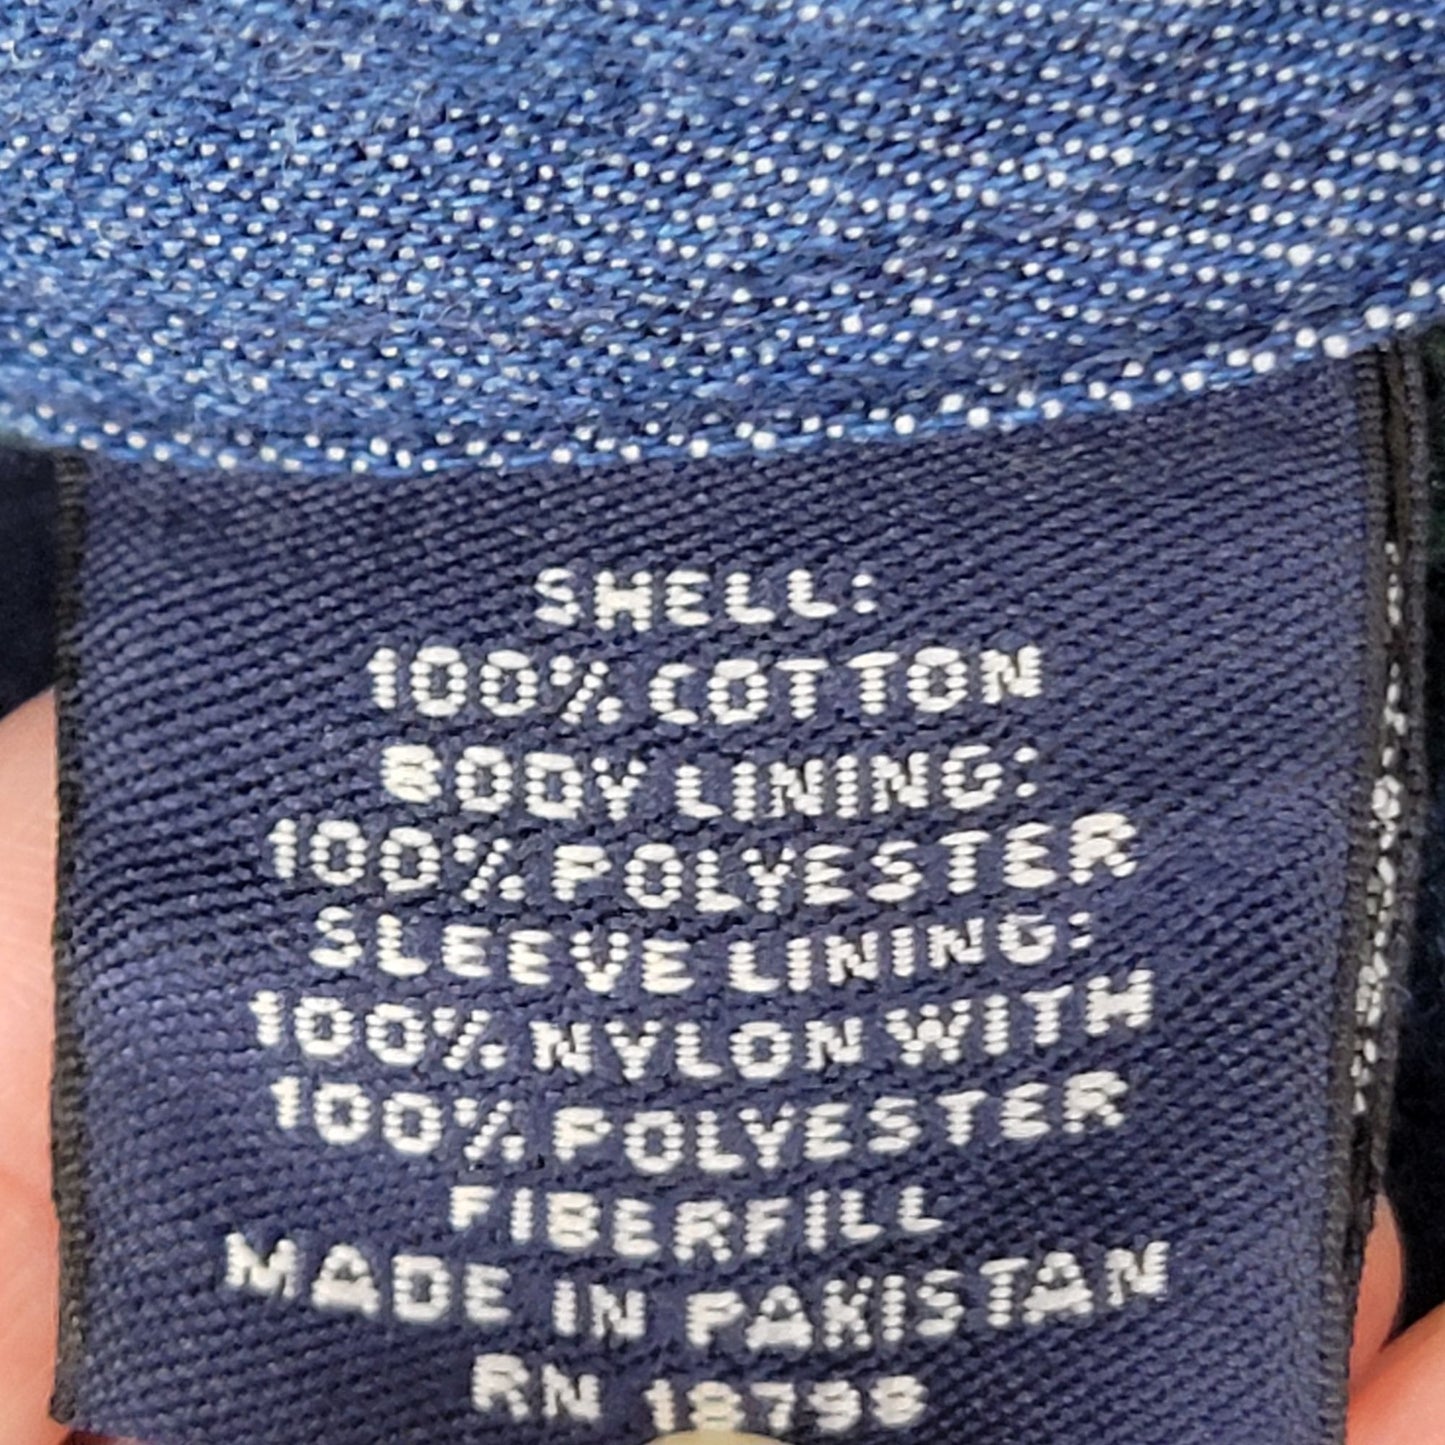 SHELL:
100% COTTON
BODY LINING:
100% POLYESTER
SLEEVE LINING:
100% NYLON WITH
100% POLYESTER
FIBERFILL
MADE IN PAKISTAN
RN 18798